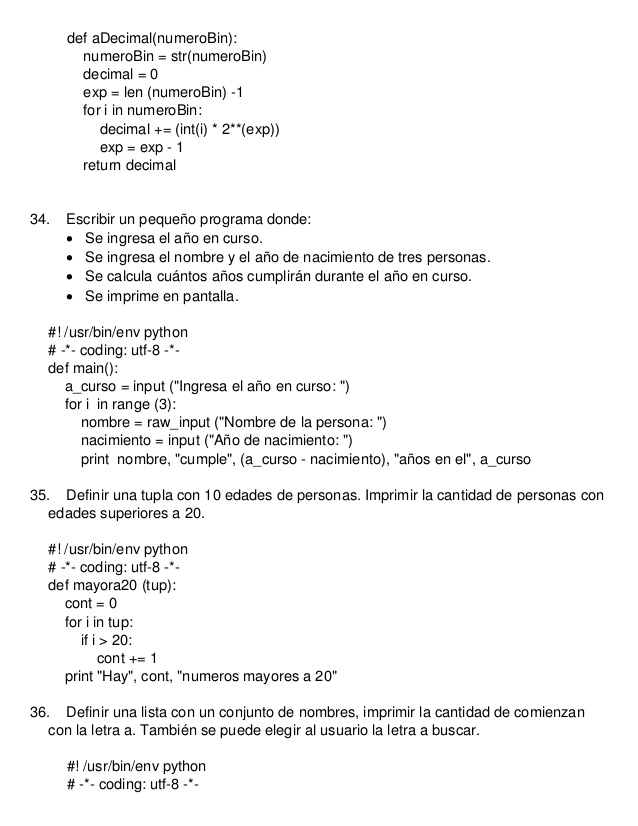 def aDecimal(numeroBin):
numeroBin = str(numeroBin)
decimal = 0
exp = len (numeroBin) -1
for i in numeroBin:
decimal += (int(i) * 2**(exp))
exp = exp - 1
return decimal
34. Escribir un pequeño programa donde:
• Se ingresa el año en curso.
• Se ingresa el nombre y el año de nacimiento de tres personas.
• Se calcula cuántos años cumplirán durante el año en curso.
• Se imprime en pantalla.
#! /usr/bin/env python
# -*- coding: utf-8 -*-
def main():
a_curso = input ("Ingresa el año en curso: ")
for i in range (3):
nombre = raw_input ("Nombre de la persona: ")
nacimiento = input ("Año de nacimiento: ")
print nombre, "cumple", (a_curso - nacimiento), "años en el", a_curso
35. Definir una tupla con 10 edades de personas. Imprimir la cantidad de personas con
edades superiores a 20.
#! /usr/bin/env python
# -*- coding: utf-8 -*-
def mayora20 (tup):
cont = 0
for i in tup:
if i > 20:
cont += 1
print "Hay", cont, "numeros mayores a 20"
36. Definir una lista con un conjunto de nombres, imprimir la cantidad de comienzan
con la letra a. También se puede elegir al usuario la letra a buscar.
#! /usr/bin/env python
# -*- coding: utf-8 -*-